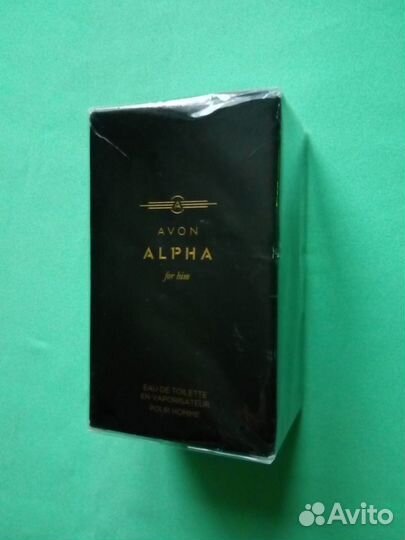 A
AVON
ALPHA
for him
EAU DE TOILETTE
EN VAPORISATEUR
POUR HOMME
Avito